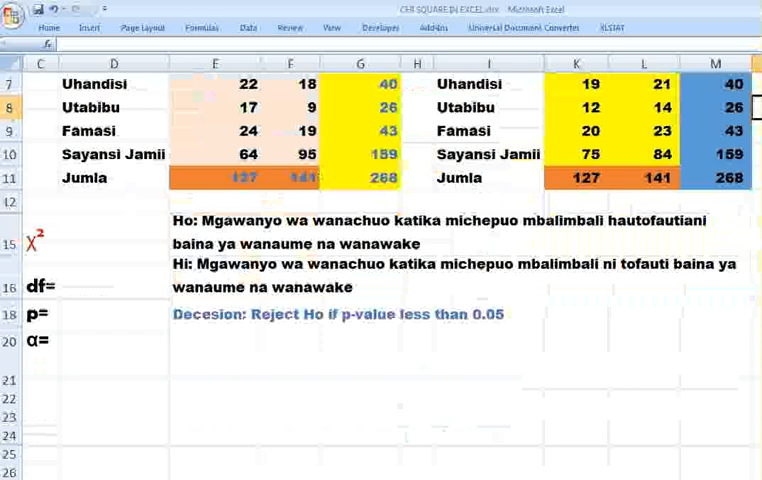 CHI SQUARE IN EXCEL.xlsx - Microsoft Excel
Home Insert Page Layout Formulas Data Review View Developer Add-Ins Universal Document Converter XLSTAT
fx
C D E F G H I K L M
7 Uhandisi 22 18 40 Uhandisi 19 21 40
8 Utabibu 17 9 26 Utabibu 12 14 26
9 Famasi 24 19 43 Famasi 20 23 43
10 Sayansi Jamii 64 95 159 Sayansi Jamii 75 84 159
11 Jumla 127 141 268 Jumla 127 141 268
12
Ho: Mgawanyo wa wanachuo katika michepuo mbalimbali hautofautiani
15 χ² baina ya wanaume na wanawake
Hi: Mgawanyo wa wanachuo katika michepuo mbalimbali ni tofauti baina ya
16 df= wanaume na wanawake
18 p= Decesion: Reject Ho if p-value less than 0.05
20 α=
21
22
23
24
25
26